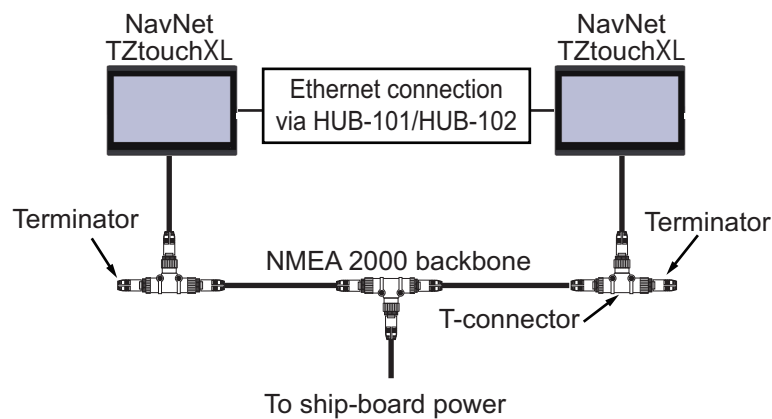 NavNet
TZtouchXL
NavNet
TZtouchXL
Ethernet connection
via HUB-101/HUB-102
Terminator
Terminator
NMEA 2000 backbone
T-connector
To ship-board power